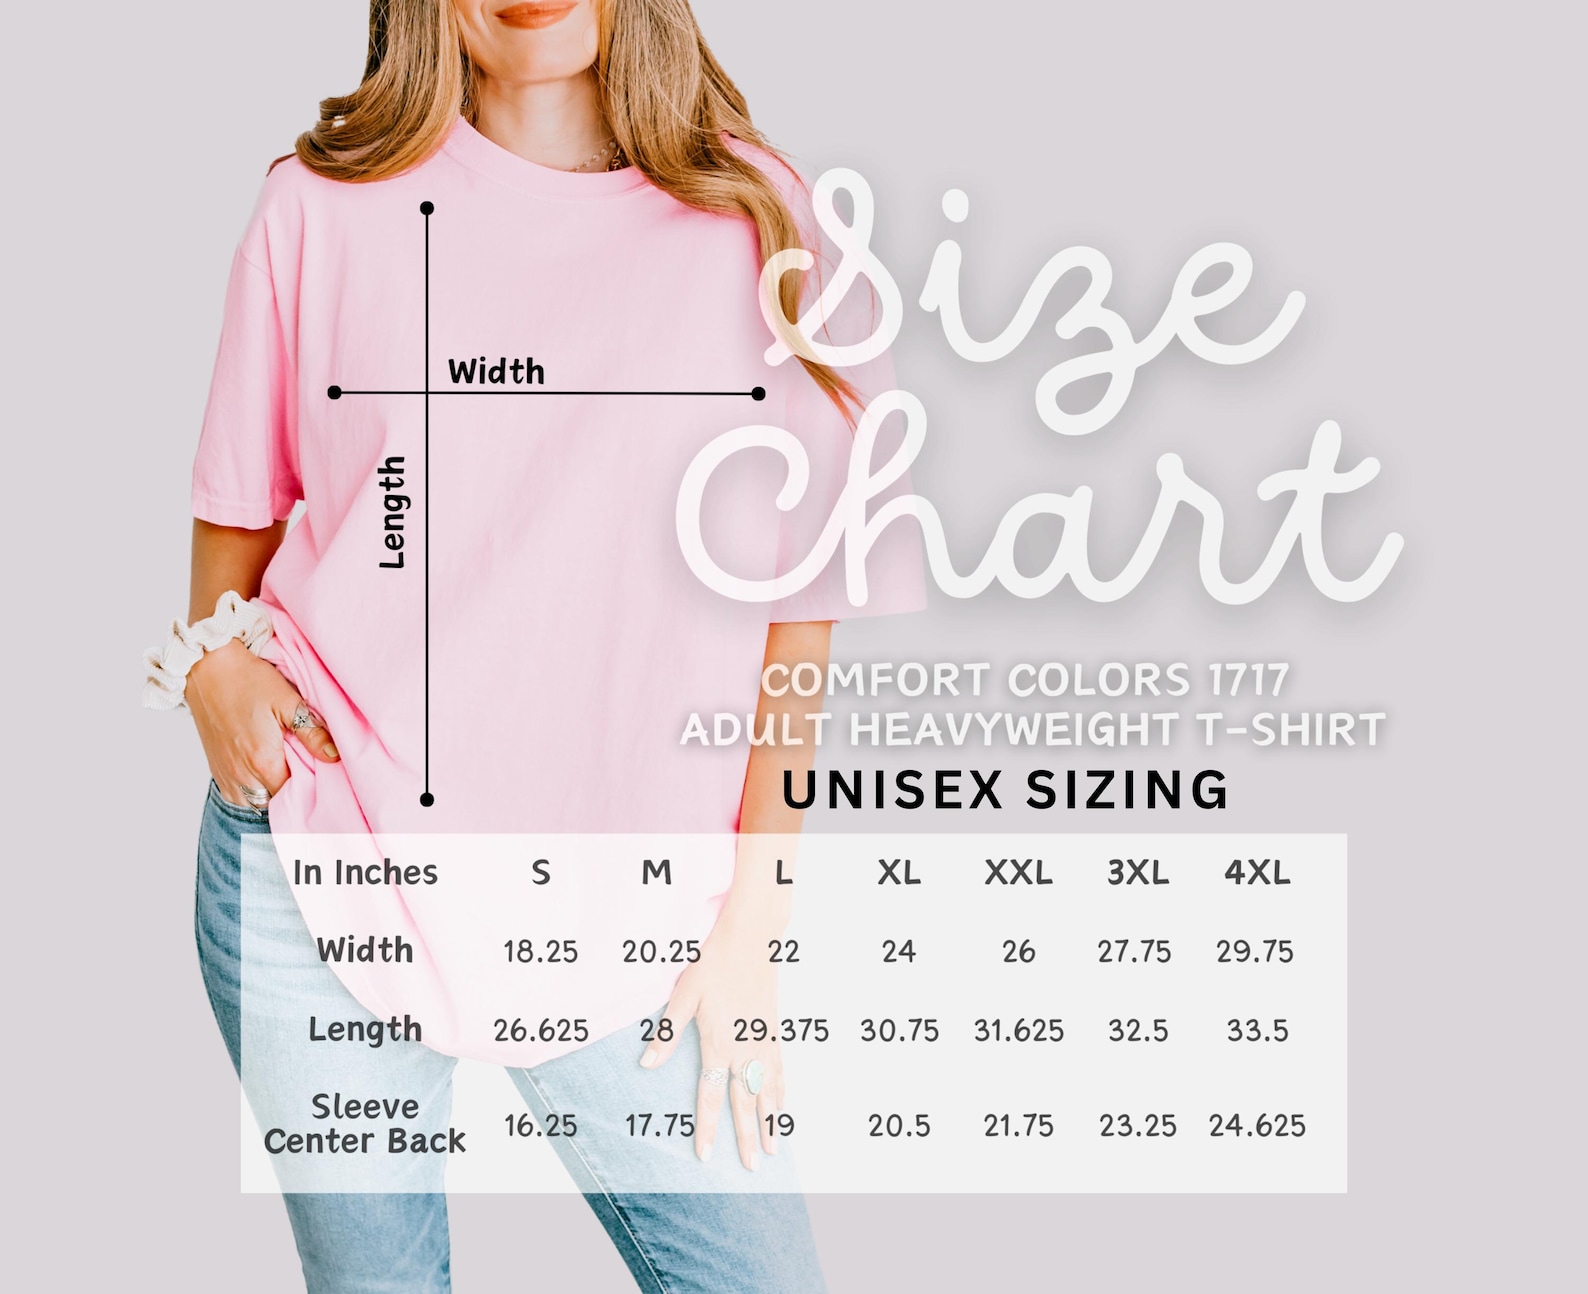 Size
Chart
Width
Length
COMFORT COLORS 1717
ADULT HEAVYWEIGHT T-SHIRT
UNISEX SIZING
In Inches S M L XL XXL 3XL 4XL
Width 18.25 20.25 22 24 26 27.75 29.75
Length 26.625 28 29.375 30.75 31.625 32.5 33.5
Sleeve
Center Back 16.25 17.75 19 20.5 21.75 23.25 24.625